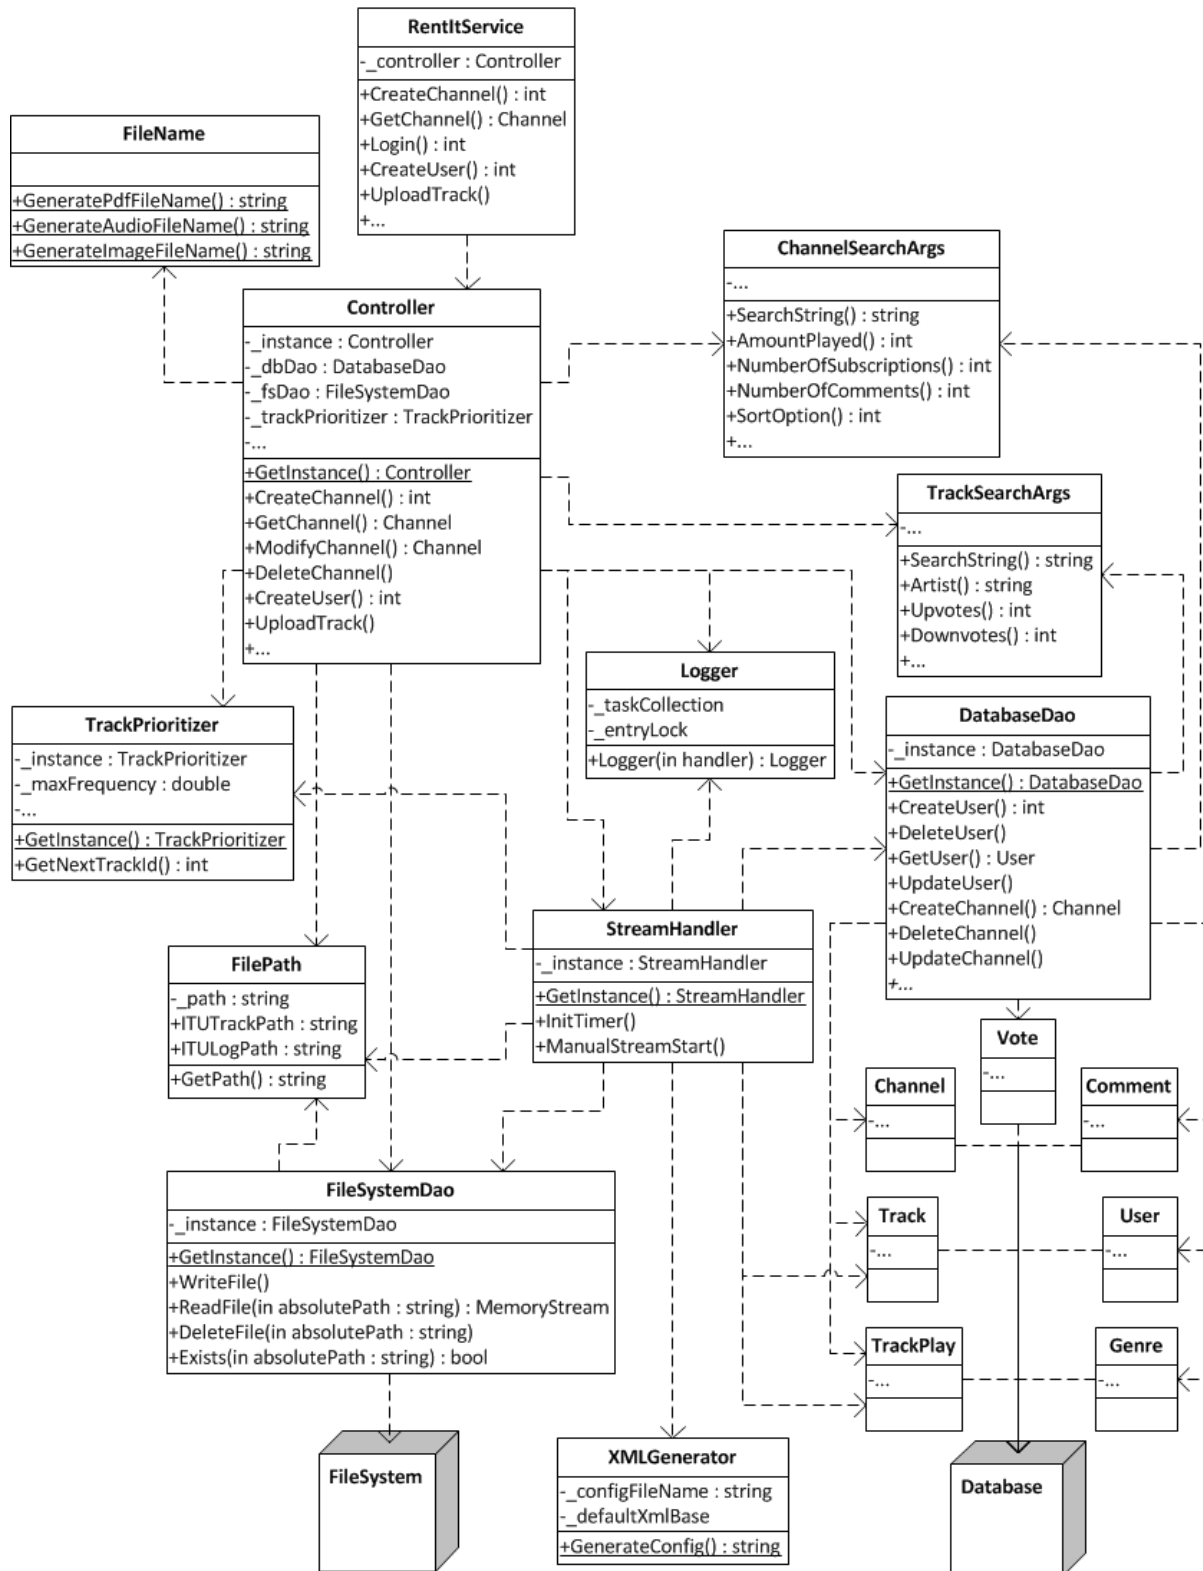 RentItService
-_controller : Controller
+CreateChannel() : int
+GetChannel() : Channel
+Login() : int
+CreateUser() : int
+UploadTrack()
+...
FileName
+GeneratePdfFileName() : string
+GenerateAudioFileName() : string
+GenerateImageFileName() : string
ChannelSearchArgs
-...
+SearchString() : string
+AmountPlayed() : int
+NumberOfSubscriptions() : int
+NumberOfComments() : int
+SortOption() : int
+...
Controller
-_instance : Controller
-_dbDao : DatabaseDao
-_fsDao : FileSystemDao
-_trackPrioritizer : TrackPrioritizer
-...
+GetInstance() : Controller
+CreateChannel() : int
+GetChannel() : Channel
+ModifyChannel() : Channel
+DeleteChannel()
+CreateUser() : int
+UploadTrack()
+...
TrackSearchArgs
-...
+SearchString() : string
+Artist() : string
+Upvotes() : int
+Downvotes() : int
+...
Logger
-_taskCollection
-_entryLock
+Logger(in handler) : Logger
TrackPrioritizer
-_instance : TrackPrioritizer
-_maxFrequency : double
-...
+GetInstance() : TrackPrioritizer
+GetNextTrackId() : int
DatabaseDao
-_instance : DatabaseDao
+GetInstance() : DatabaseDao
+CreateUser() : int
+DeleteUser()
+GetUser() : User
+UpdateUser()
+CreateChannel() : Channel
+DeleteChannel()
+UpdateChannel()
+...
StreamHandler
-_instance : StreamHandler
+GetInstance() : StreamHandler
+InitTimer()
+ManualStreamStart()
FilePath
-_path : string
+ITUTrackPath : string
+ITULogPath : string
+GetPath() : string
Vote
-...
Channel
-...
Comment
-...
FileSystemDao
-_instance : FileSystemDao
+GetInstance() : FileSystemDao
+WriteFile()
+ReadFile(in absolutePath : string) : MemoryStream
+DeleteFile(in absolutePath : string)
+Exists(in absolutePath : string) : bool
Track
-...
User
-...
TrackPlay
-...
Genre
-...
FileSystem
XMLGenerator
-_configFileName : string
-_defaultXmlBase
+GenerateConfig() : string
Database